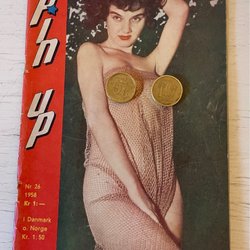 Pin up
Nr 26
1958
Kr 1:—
i Danmark
o. Norge
Kr. 1:50